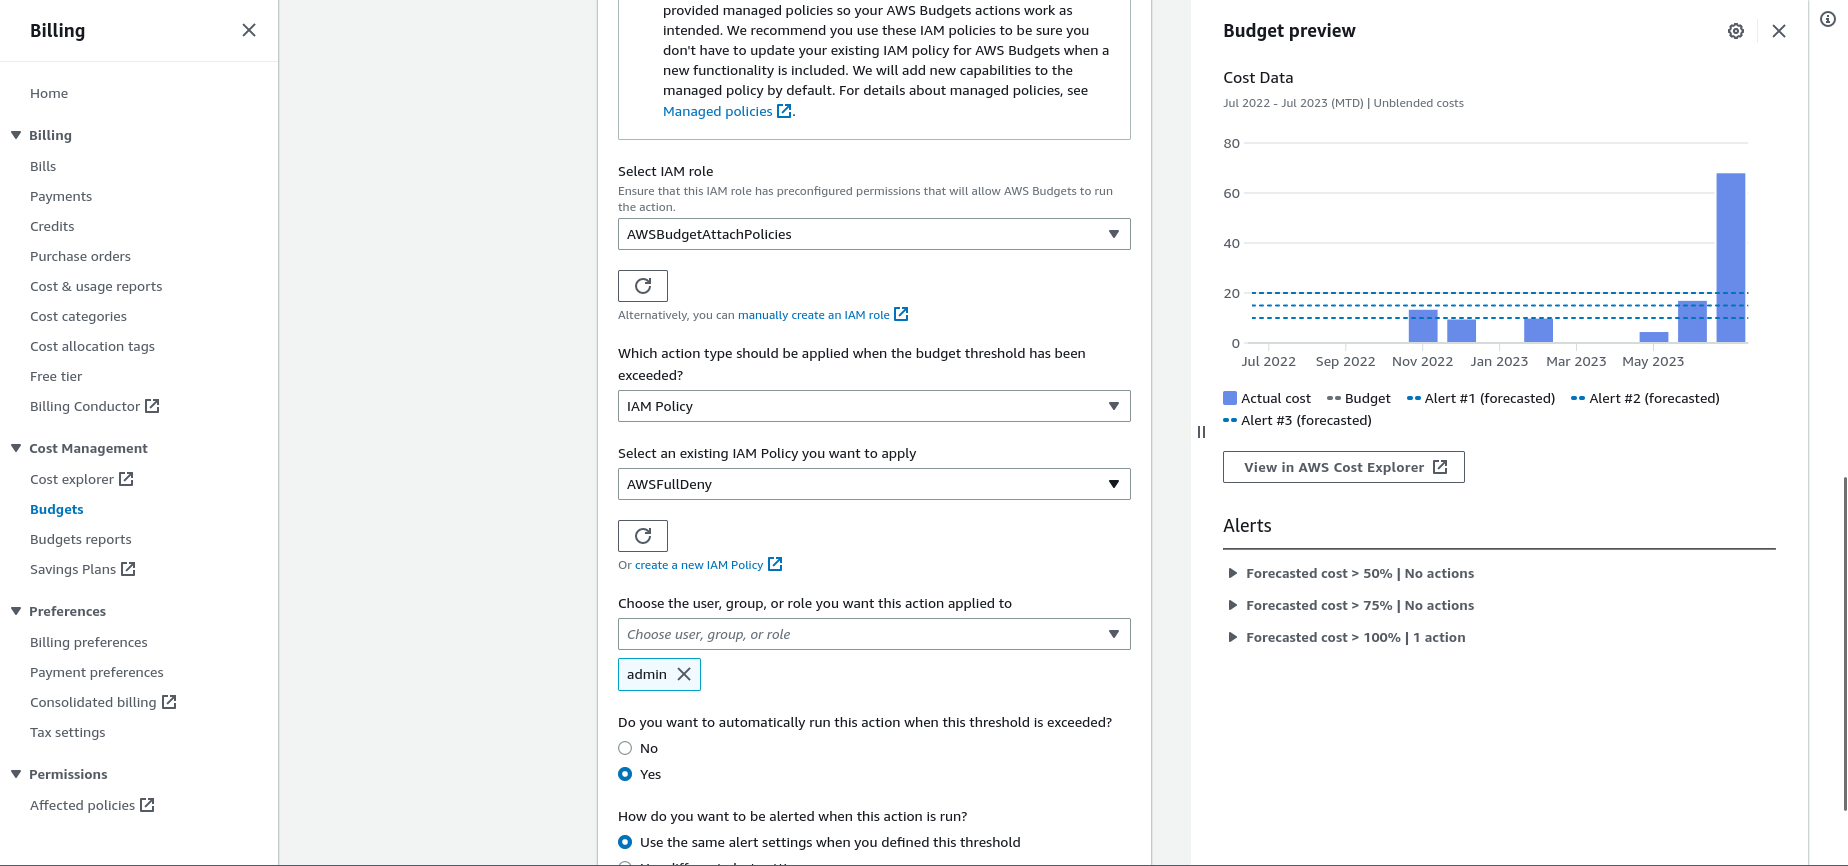 Billing
Home
Billing
Bills
Payments
Credits
Purchase orders
Cost & usage reports
Cost categories
Cost allocation tags
Free tier
Billing Conductor
Cost Management
Cost explorer
Budgets
Budgets reports
Savings Plans
Preferences
Billing preferences
Payment preferences
Consolidated billing
Tax settings
Permissions
Affected policies
provided managed policies so your AWS Budgets actions work as
intended. We recommend you use these IAM policies to be sure you
don't have to update your existing IAM policy for AWS Budgets when a
new functionality is included. We will add new capabilities to the
managed policy by default. For details about managed policies, see
Managed policies .
Select IAM role
Ensure that this IAM role has preconfigured permissions that will allow AWS Budgets to run
the action.
AWSBudgetAttachPolicies
Alternatively, you can manually create an IAM role
Which action type should be applied when the budget threshold has been
exceeded?
IAM Policy
Select an existing IAM Policy you want to apply
AWSFullDeny
Or create a new IAM Policy
Choose the user, group, or role you want this action applied to
Choose user, group, or role
admin
Do you want to automatically run this action when this threshold is exceeded?
No
Yes
How do you want to be alerted when this action is run?
Use the same alert settings when you defined this threshold
Budget preview
Cost Data
Jul 2022 - Jul 2023 (MTD) | Unblended costs
80
60
40
20
0
Jul 2022 Sep 2022 Nov 2022 Jan 2023 Mar 2023 May 2023
Actual cost Budget Alert #1 (forecasted) Alert #2 (forecasted)
Alert #3 (forecasted)
View in AWS Cost Explorer
Alerts
Forecasted cost > 50% | No actions
Forecasted cost > 75% | No actions
Forecasted cost > 100% | 1 action